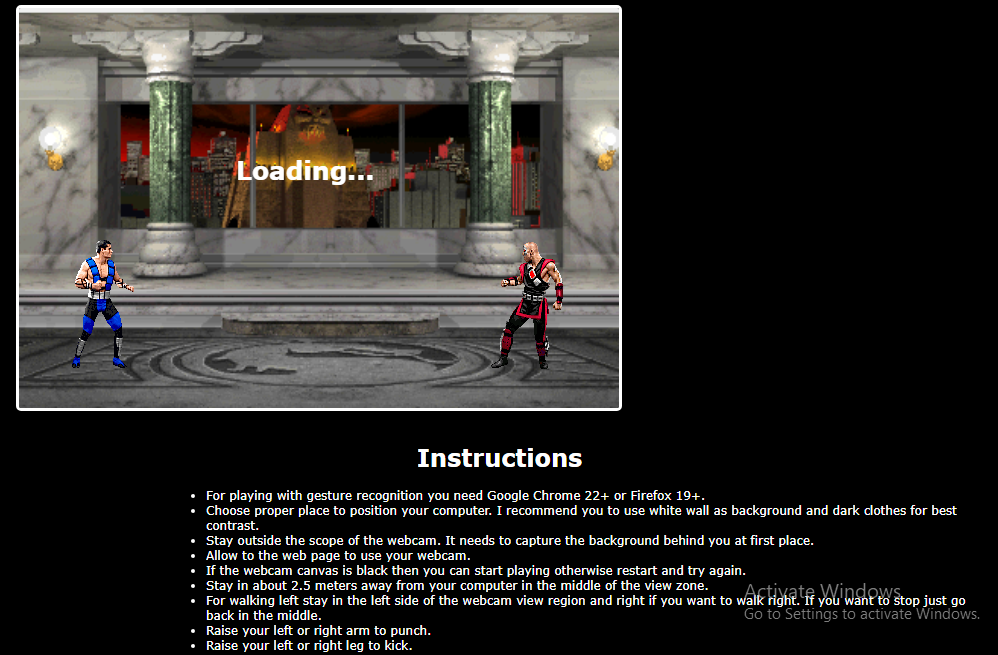 Loading...
Instructions
• For playing with gesture recognition you need Google Chrome 22+ or Firefox 19+.
• Choose proper place to position your computer. I recommend you to use white wall as background and dark clothes for best
contrast.
• Stay outside the scope of the webcam. It needs to capture the background behind you at first place.
• Allow to the web page to use your webcam.
• If the webcam canvas is black then you can start playing otherwise restart and try again.
• Stay in about 2.5 meters away from your computer in the middle of the view zone.
• For walking left stay in the left side of the webcam view region and right if you want to walk right. If you want to stop just go
back in the middle.
• Raise your left or right arm to punch.
• Raise your left or right leg to kick.
Activate Windows
Go to Settings to activate Windows.